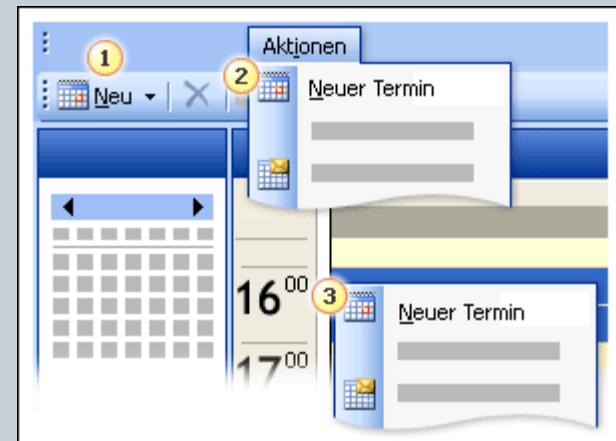 1
Aktionen
2
Neu
Neuer Termin
16 00
3
Neuer Termin
17 00